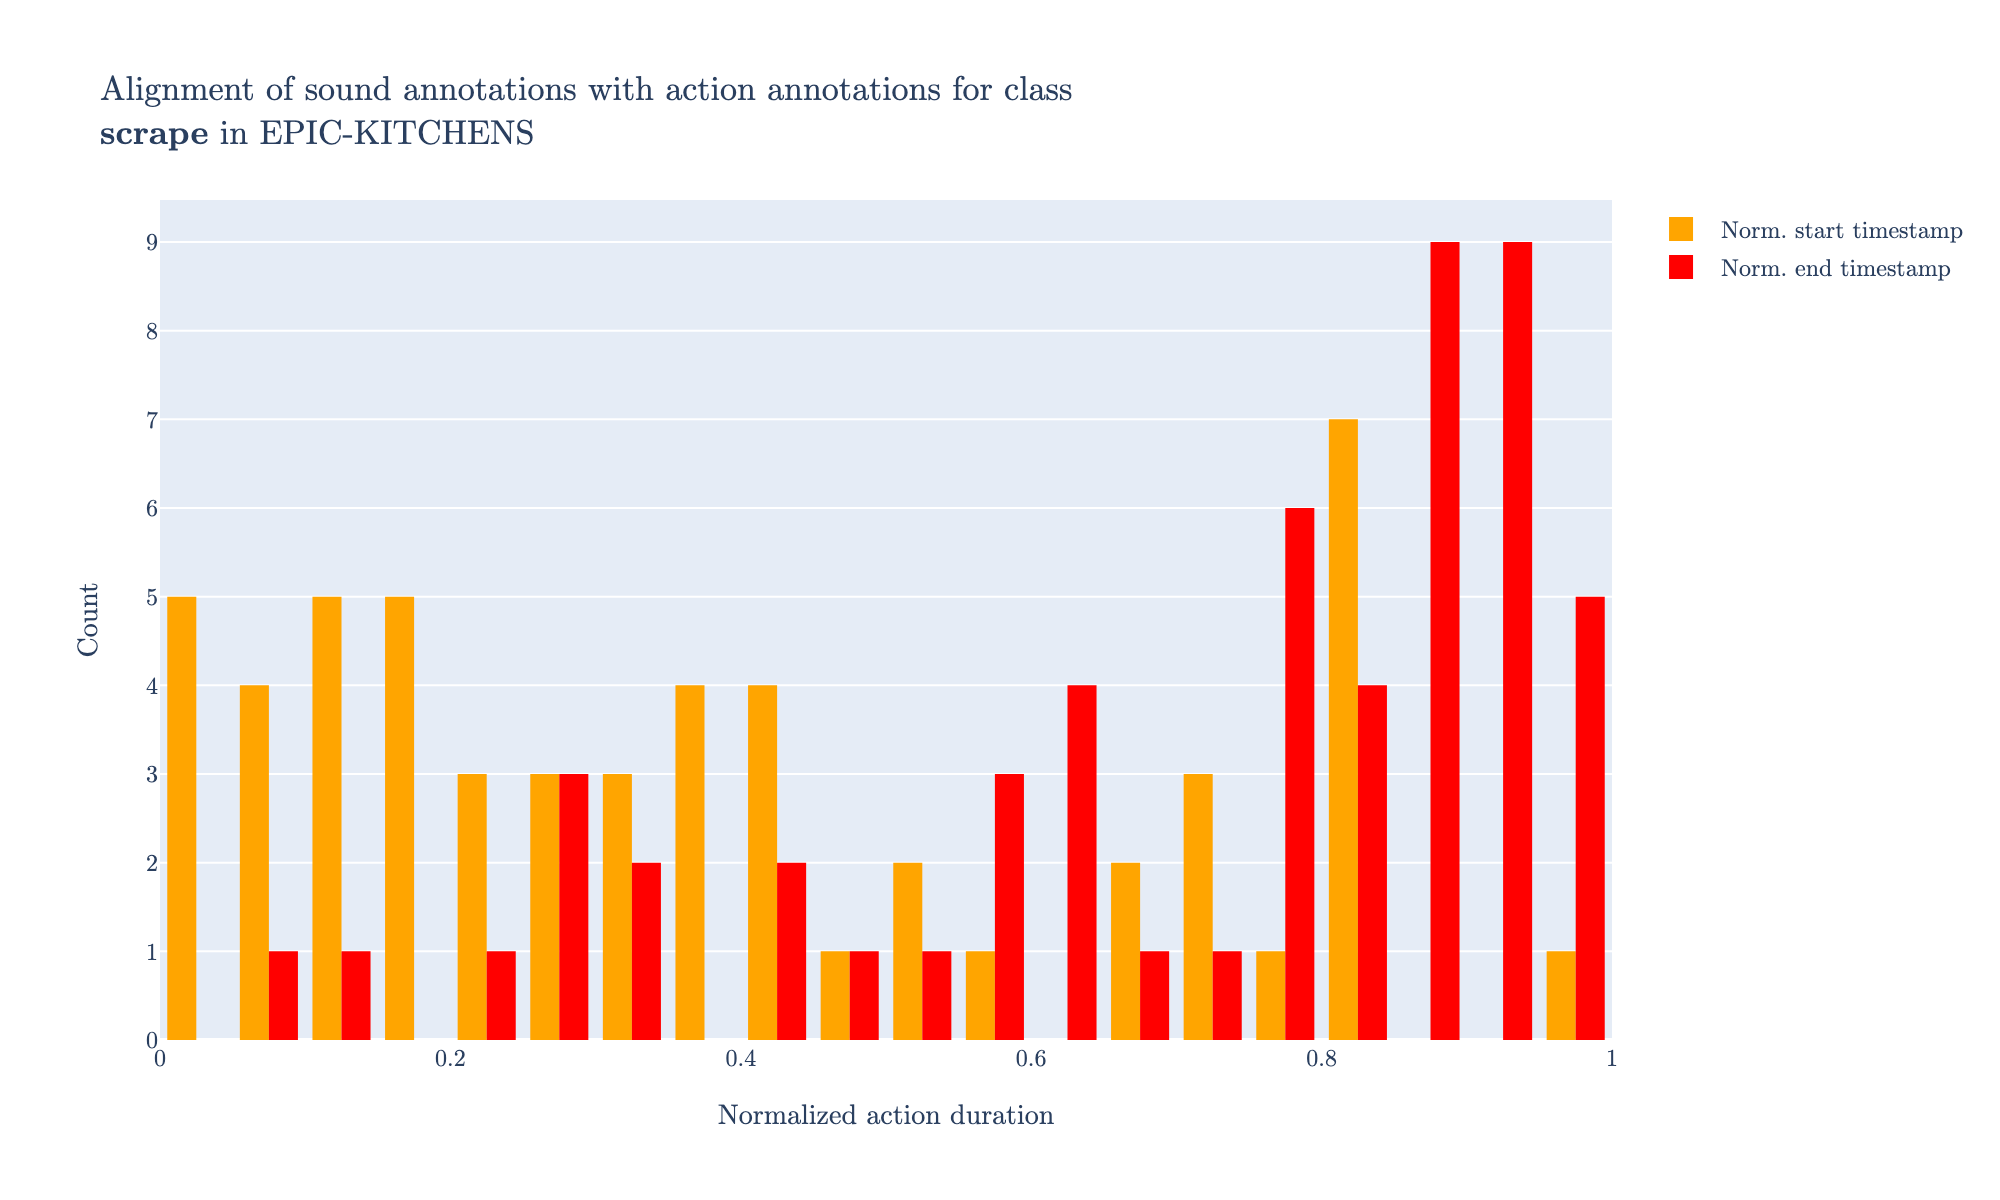 Alignment of sound annotations with action annotations for class
scrape in EPIC-KITCHENS
Norm. start timestamp
Norm. end timestamp
9
8
7
6
5
4
3
2
1
0
Count
0 0.2 0.4 0.6 0.8 1
Normalized action duration